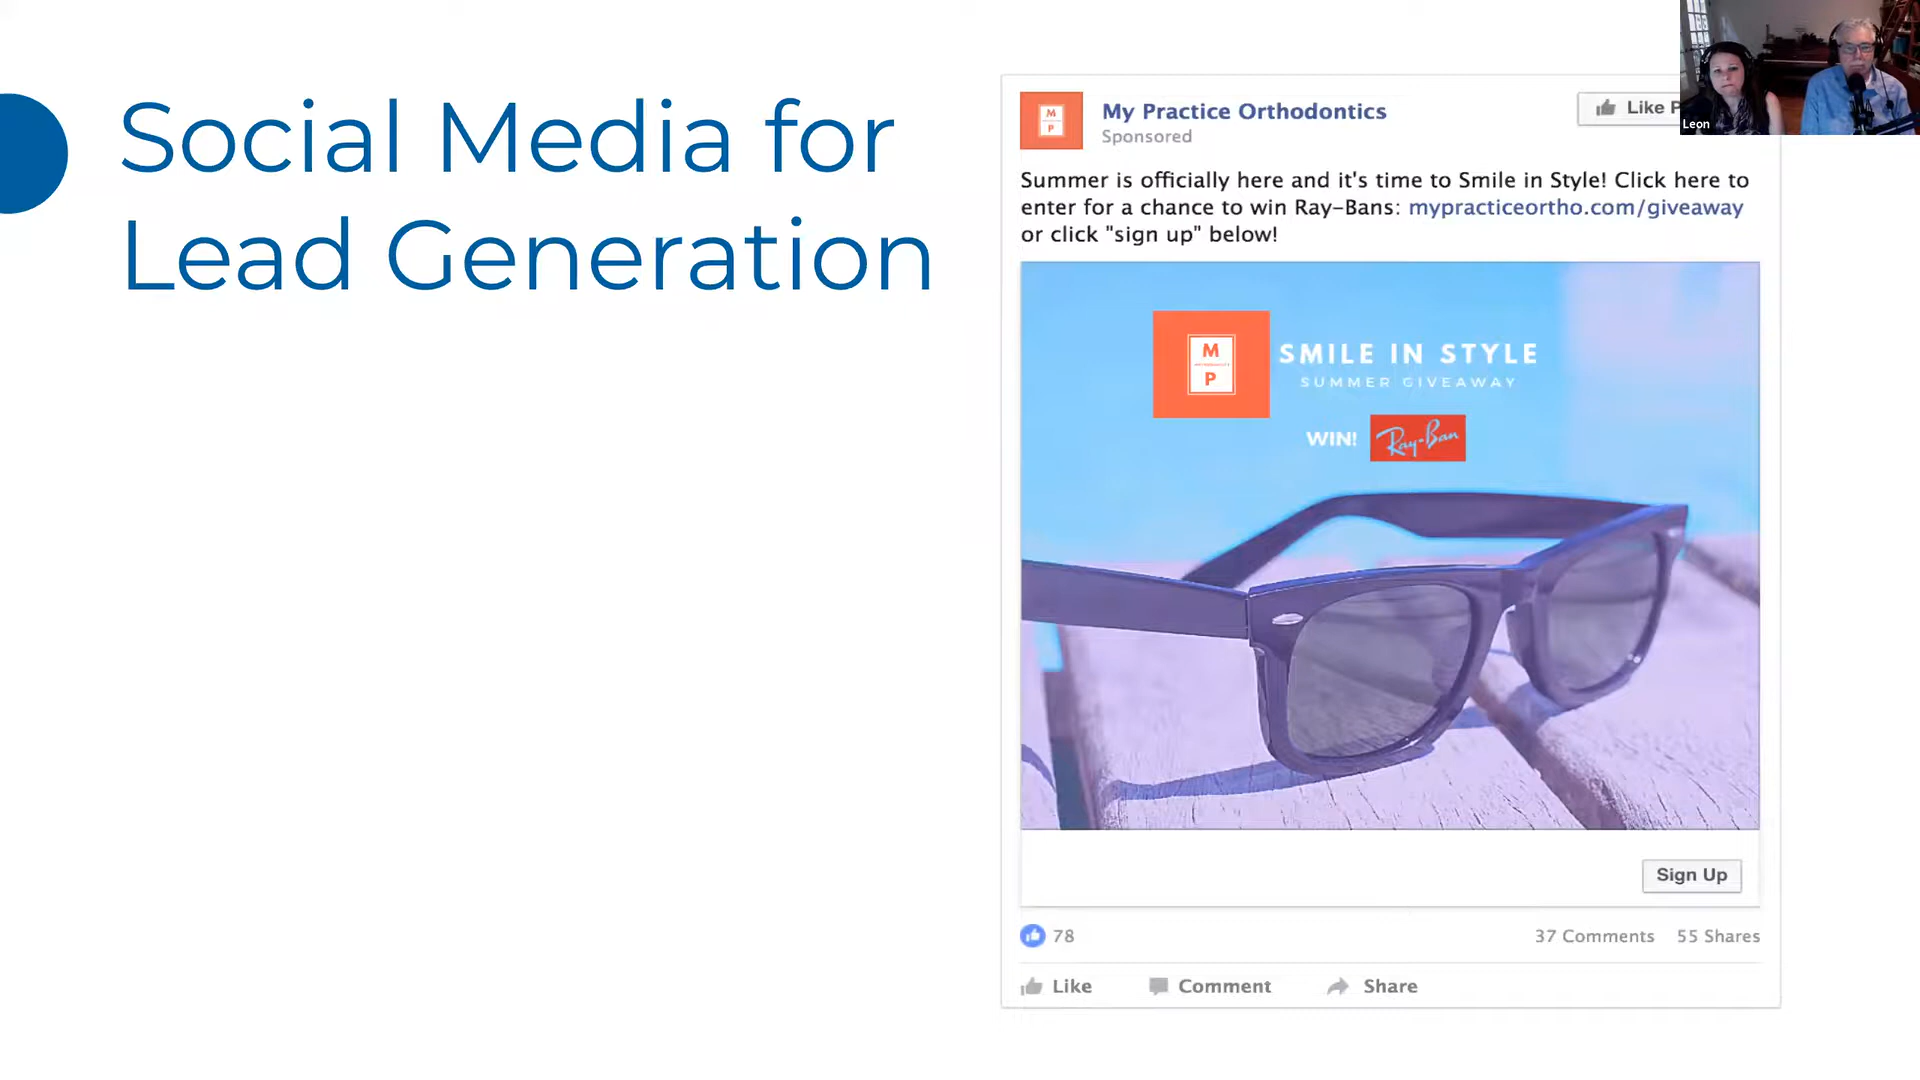 Social Media for
Lead Generation
My Practice Orthodontics
Sponsored
Like P
Leon
Summer is officially here and it's time to Smile in Style! Click here to
enter for a chance to win Ray-Bans: mypracticeortho.com/giveaway
or click "sign up" below!
M
P
M
P
SMILE IN STYLE
SUMMER GIVEAWAY
WIN! Ray-Ban
Sign Up
78
37 Comments 55 Shares
Like Comment Share